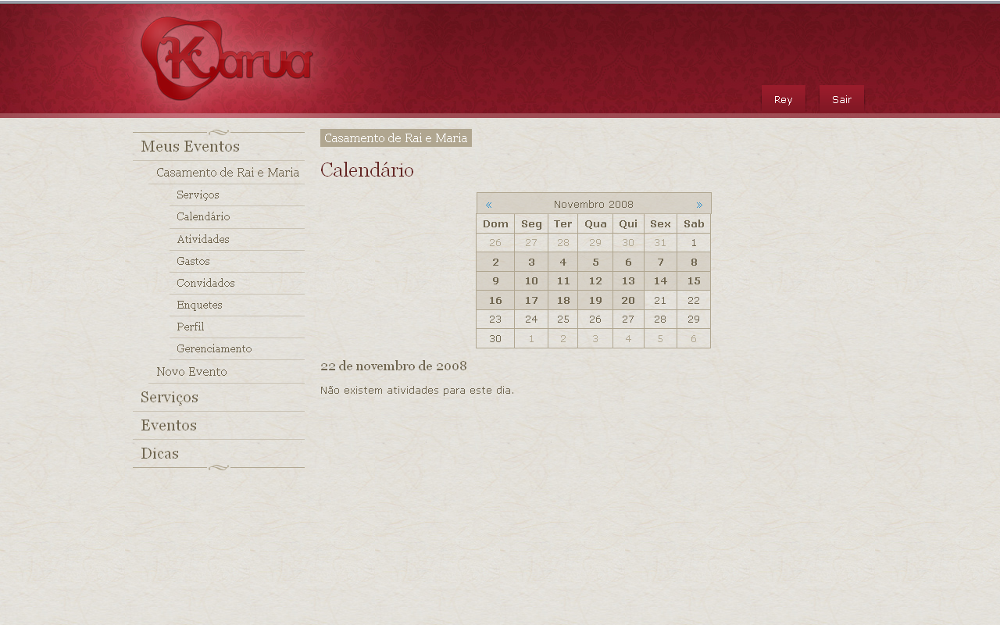 Karua
Rey Sair
Meus Eventos
Casamento de Rai e Maria
Serviços
Calendário
Atividades
Gastos
Convidados
Enquetes
Perfil
Gerenciamento
Novo Evento
Serviços
Eventos
Dicas
Casamento de Rai e Maria
Calendário
« Novembro 2008 »
Dom Seg Ter Qua Qui Sex Sab
26 27 28 29 30 31 1
2 3 4 5 6 7 8
9 10 11 12 13 14 15
16 17 18 19 20 21 22
23 24 25 26 27 28 29
30 1 2 3 4 5 6
22 de novembro de 2008
Não existem atividades para este dia.